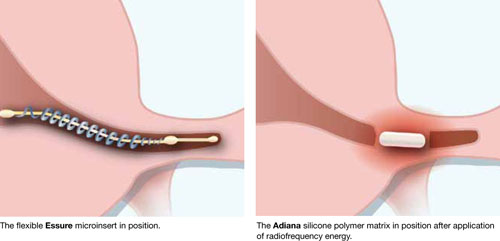 The flexible Essure microinsert in position.
The Adiana silicone polymer matrix in position after application
of radiofrequency energy.